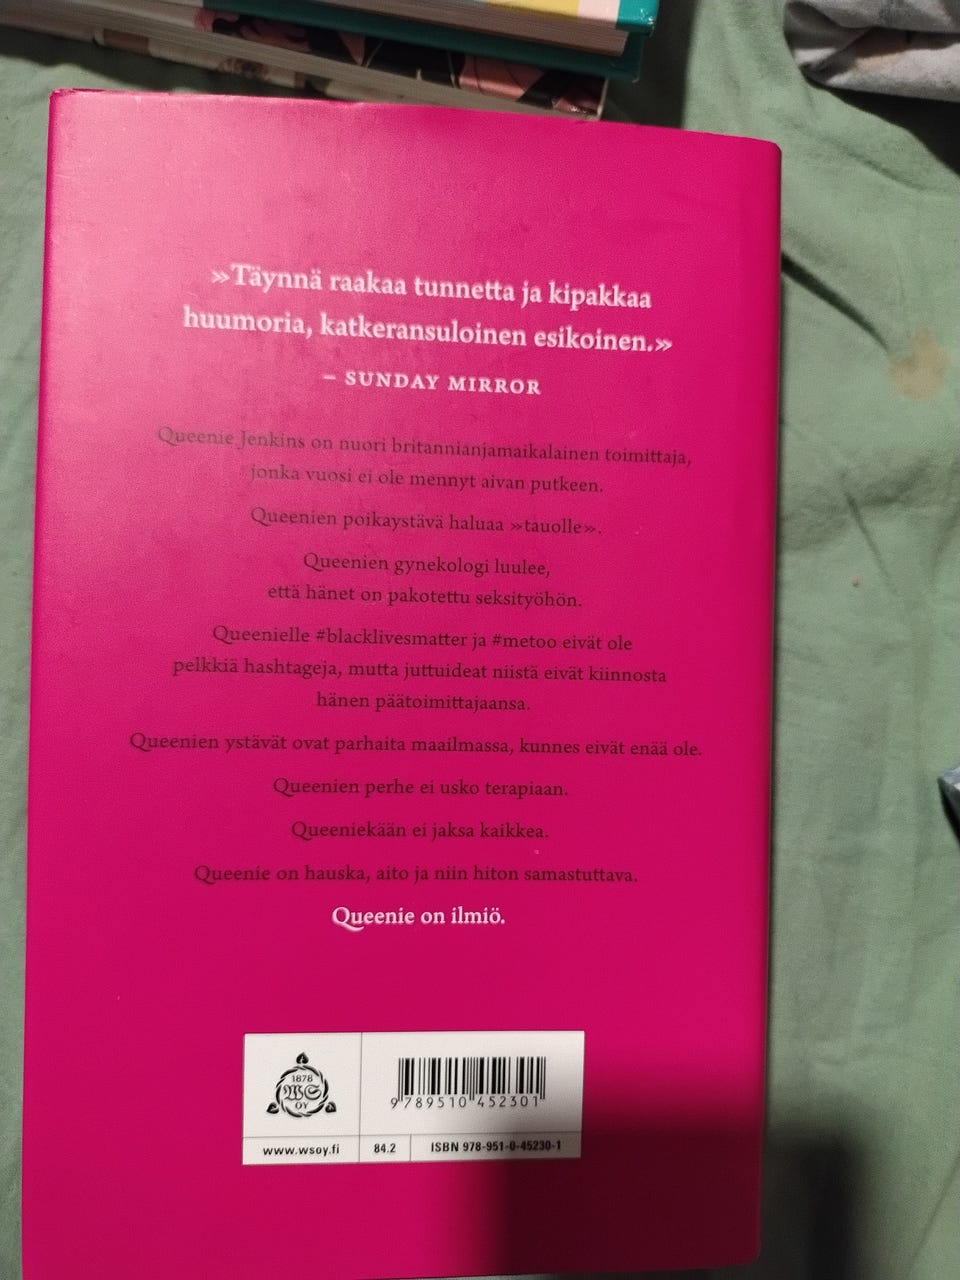 »Täynnä raakaa tunnetta ja kipakkaa
huumoria, katkeransuloinen esikoinen.»
– SUNDAY MIRROR
Queenie Jenkins on nuori britannianjamaikalainen toimittaja,
jonka vuosi ei ole mennyt aivan putkeen.
Queenien poikaystävä haluaa »tauolle».
Queenien gynekologi luulee,
että hänet on pakotettu seksityöhön.
Queenielle #blacklivesmatter ja #metoo eivät ole
pelkkiä hashtageja, mutta juttuideat niistä eivät kiinnosta
hänen päätoimittajaansa.
Queenien ystävät ovat parhaita maailmassa, kunnes eivät enää ole.
Queenien perhe ei usko terapiaan.
Queeniekään ei jaksa kaikkea.
Queenie on hauska, aito ja niin hiton samastuttava.
Queenie on ilmiö.
1878
WS
OY
9 789510 452301
www.wsoy.fi
84.2
ISBN 978-951-0-45230-1